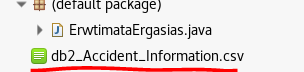 (default package)
ErwtimataErgasias.java
db2_Accident_Information.csv